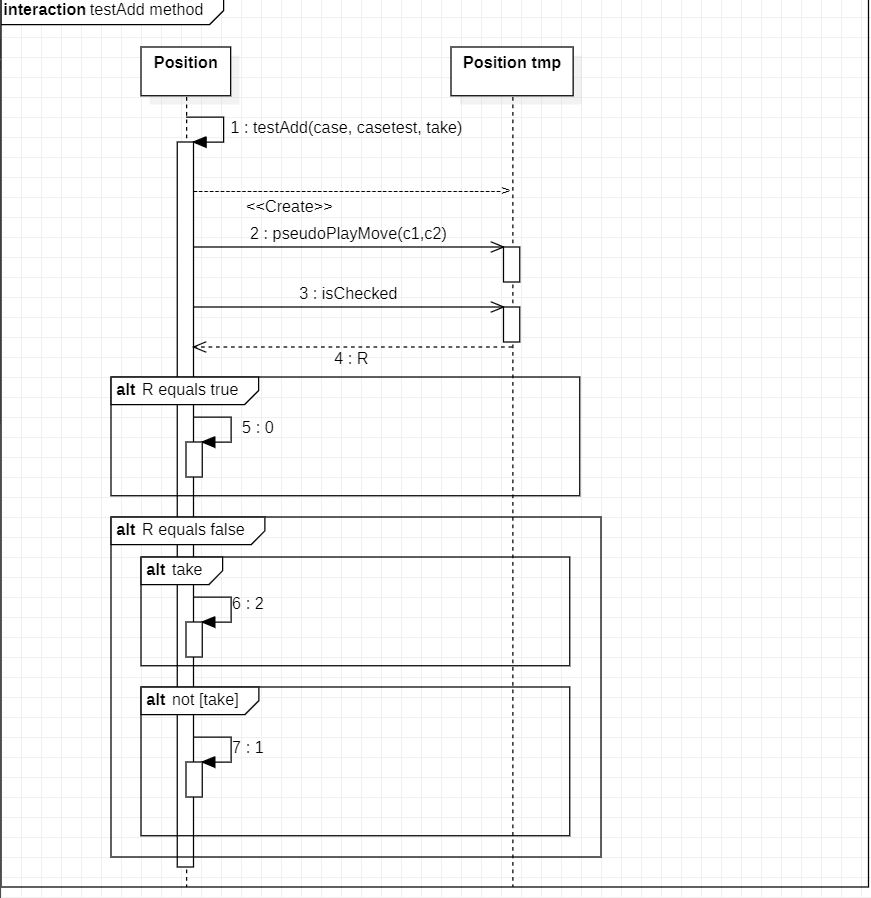 interaction testAdd method
Position
Position tmp
1 : testAdd(case, casetest, take)
<<Create>>
2 : pseudoPlayMove(c1,c2)
3 : isChecked
4 : R
alt R equals true
5 : 0
alt R equals false
alt take
6 : 2
alt not [take]
7 : 1